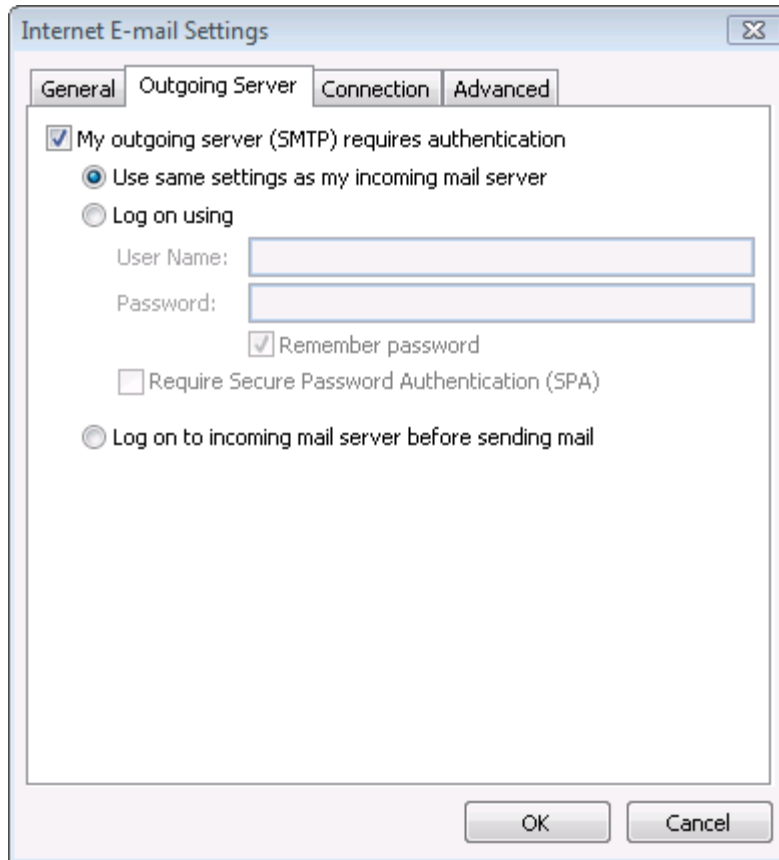 Internet E-mail Settings
General Outgoing Server Connection Advanced
My outgoing server (SMTP) requires authentication
Use same settings as my incoming mail server
Log on using
User Name:
Password:
Remember password
Require Secure Password Authentication (SPA)
Log on to incoming mail server before sending mail
OK Cancel